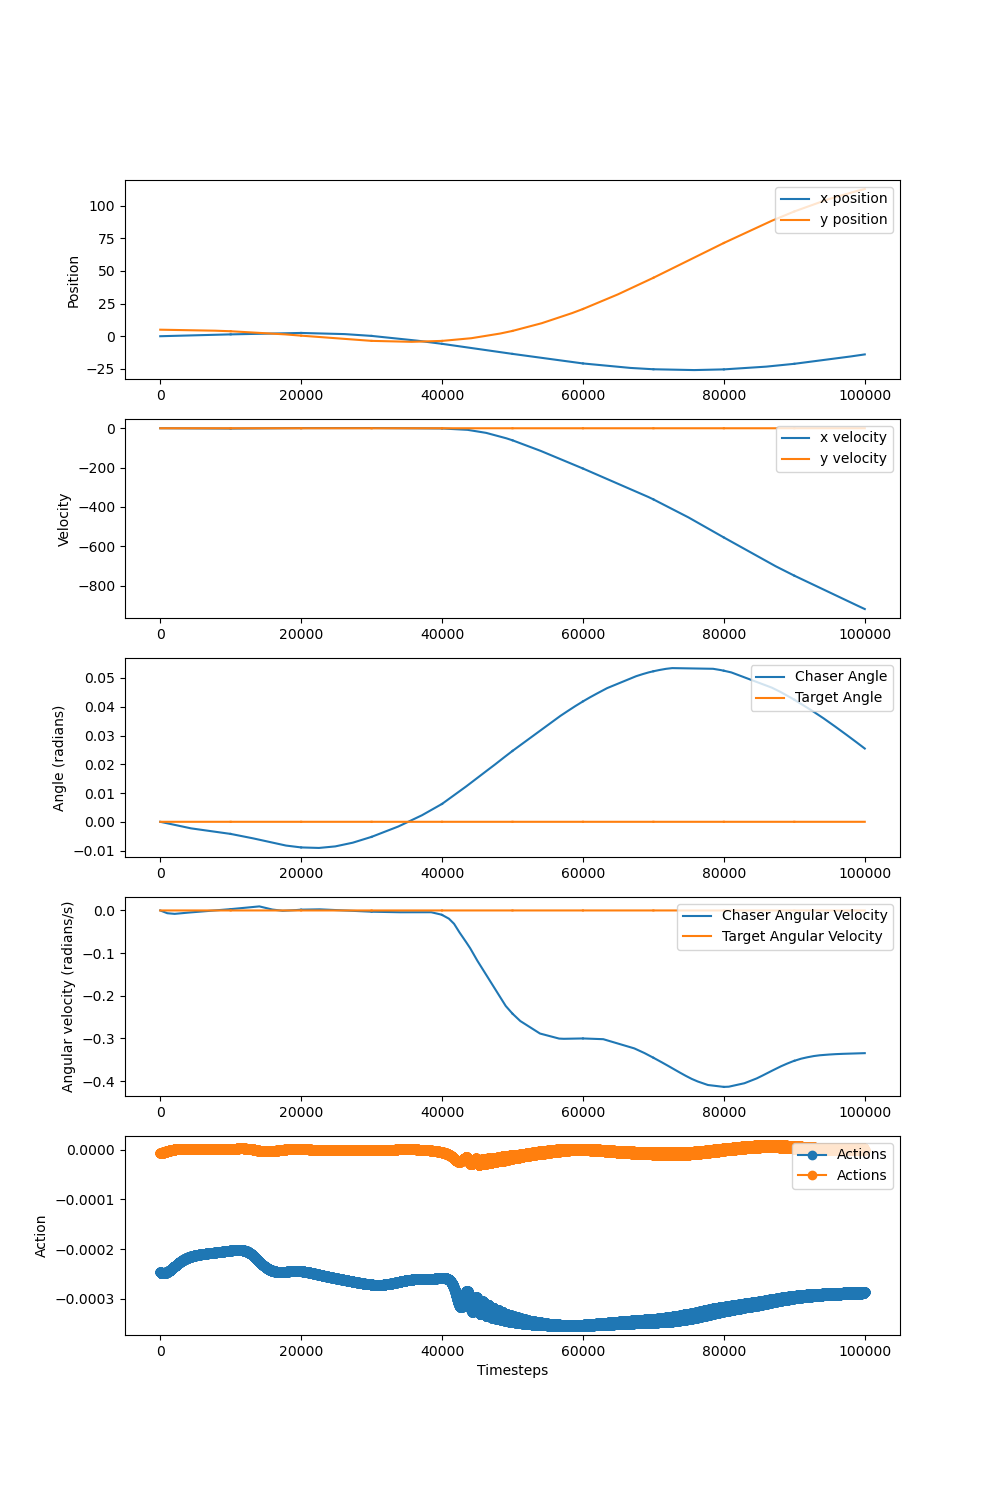 Position
100
75
50
25
0
−25
x position
y position
0 20000 40000 60000 80000 100000
Velocity
0
−200
−400
−600
−800
x velocity
y velocity
0 20000 40000 60000 80000 100000
Angle (radians)
0.05
0.04
0.03
0.02
0.01
0.00
−0.01
Chaser Angle
Target Angle
0 20000 40000 60000 80000 100000
Angular velocity (radians/s)
0.0
−0.1
−0.2
−0.3
−0.4
Chaser Angular Velocity
Target Angular Velocity
0 20000 40000 60000 80000 100000
Action
0.0000
−0.0001
−0.0002
−0.0003
Actions
Actions
0 20000 40000 60000 80000 100000
Timesteps